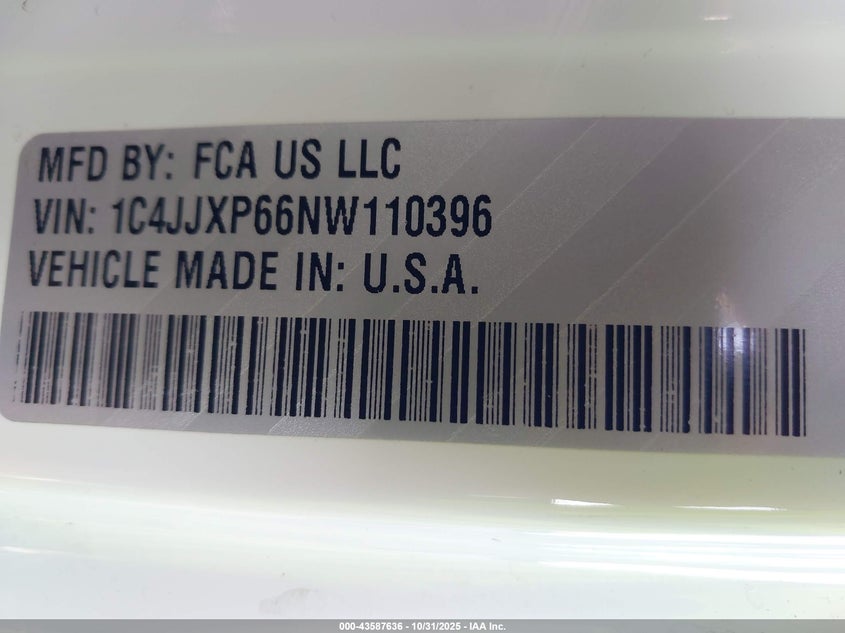 MFD BY: FCA US LLC
VIN: 1C4JJXP66NW110396
VEHICLE MADE IN: U.S.A.
000-43587636 - 10/31/2025 - IAA Inc.